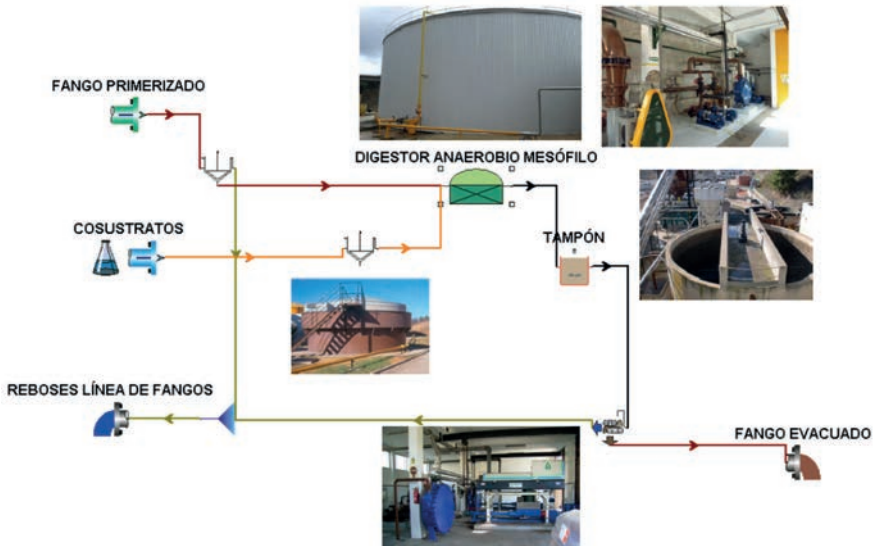 FANGO PRIMERIZADO
DIGESTOR ANAEROBIO MESÓFILO
COSUSTRATOS
TAMPÓN
REBOSES LÍNEA DE FANGOS
FANGO EVACUADO